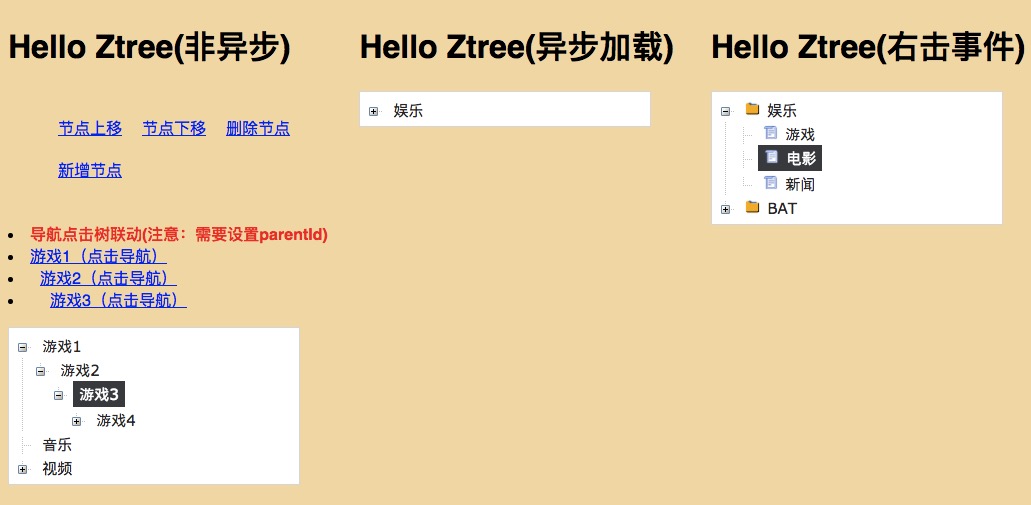 Hello Ztree(非异步)
节点上移 节点下移 删除节点
新增节点
导航点击树联动(注意：需要设置parentId)
游戏1（点击导航）
游戏2（点击导航）
游戏3（点击导航）
游戏1
游戏2
游戏3
游戏4
音乐
视频
Hello Ztree(异步加载)
娱乐
Hello Ztree(右击事件)
娱乐
游戏
电影
新闻
BAT